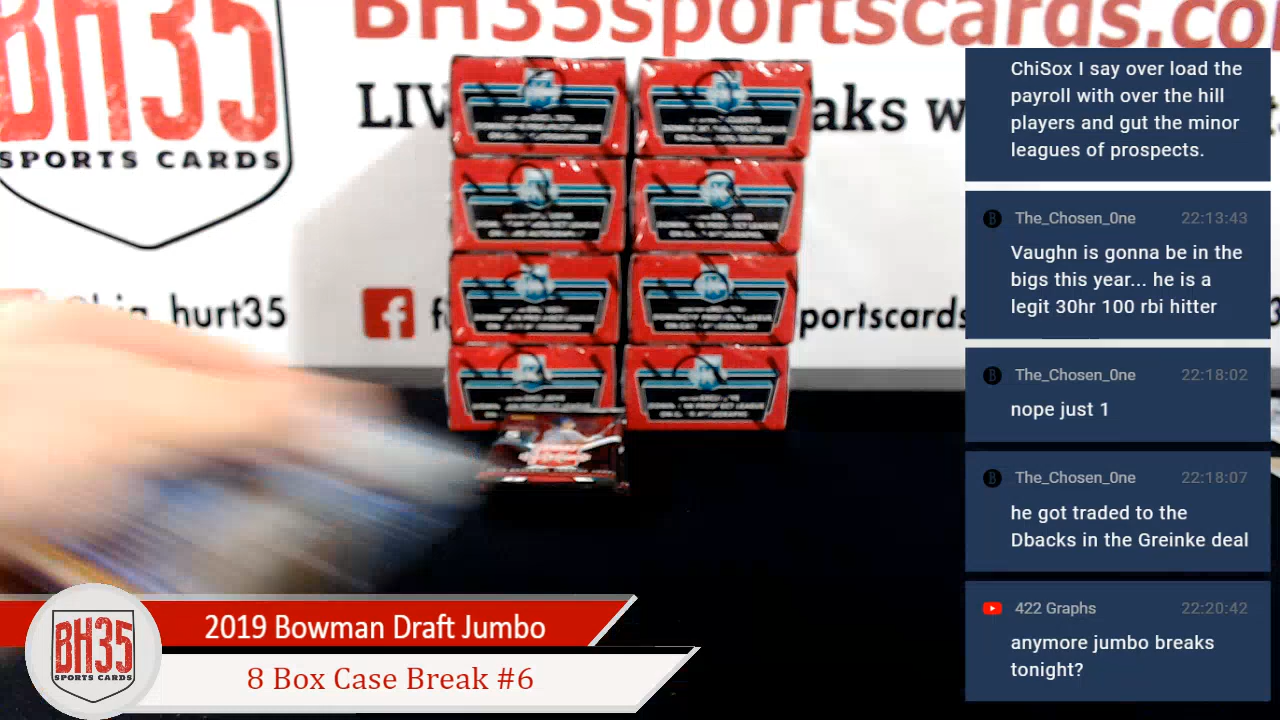 BH35
SPORTS CARDS
BH35sportscards.co
LIV
aks w
hurt35
f
sportscards
ChiSox I say over load the
payroll with over the hill
players and gut the minor
leagues of prospects.
The_Chosen_0ne 22:13:43
Vaughn is gonna be in the
bigs this year... he is a
legit 30hr 100 rbi hitter
The_Chosen_0ne 22:18:02
nope just 1
The_Chosen_0ne 22:18:07
he got traded to the
Dbacks in the Greinke deal
422 Graphs 22:20:42
anymore jumbo breaks
tonight?
BH35
SPORTS CARDS
2019 Bowman Draft Jumbo
8 Box Case Break #6